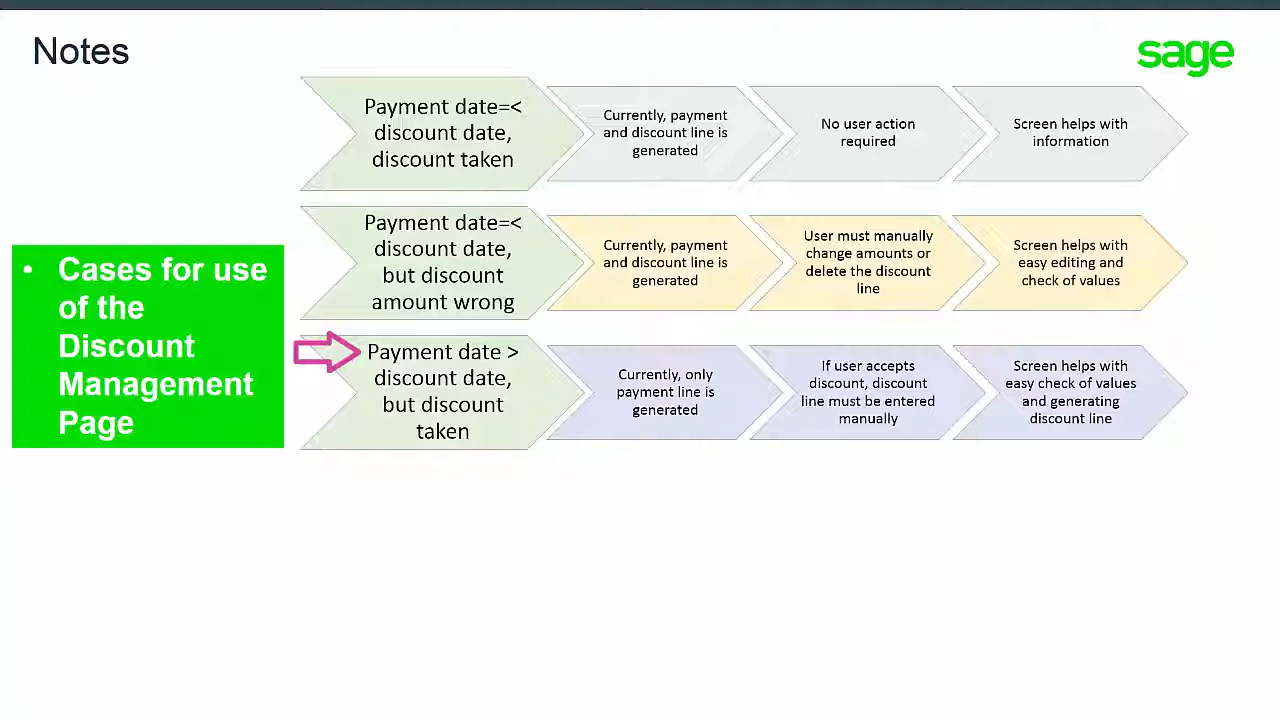 Notes
sage
• Cases for use
of the
Discount
Management
Page
Payment date=<
discount date,
discount taken
Currently, payment
and discount line is
generated
No user action
required
Screen helps with
information
Payment date=<
discount date,
but discount
amount wrong
Currently, payment
and discount line is
generated
User must manually
change amounts or
delete the discount
line
Screen helps with
easy editing and
check of values
Payment date >
discount date,
but discount
taken
Currently, only
payment line is
generated
If user accepts
discount, discount
line must be entered
manually
Screen helps with
easy check of values
and generating
discount line